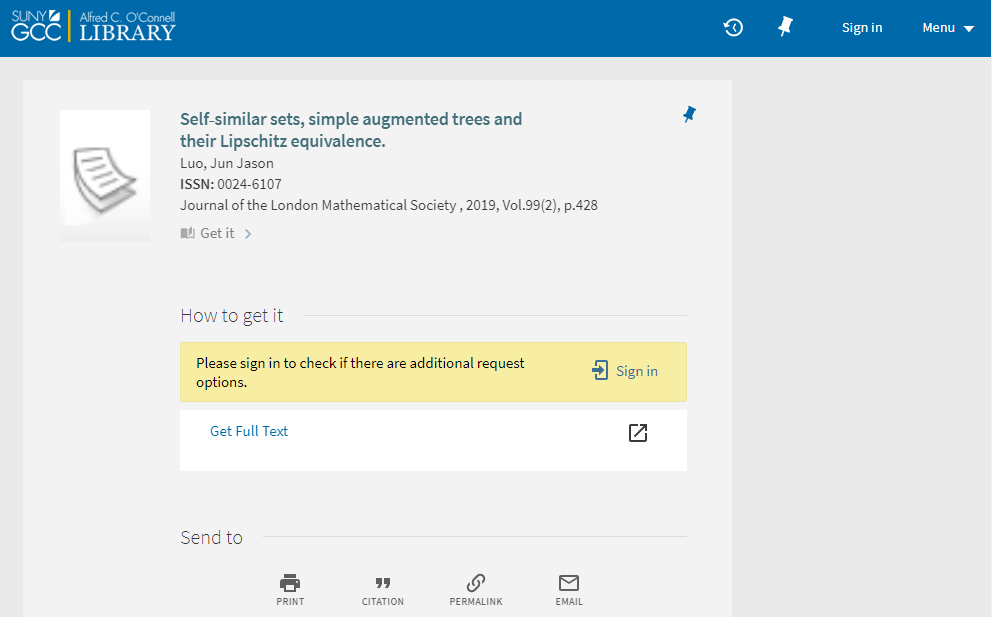 SUNY
GCC
Alfred C. O'Connell
LIBRARY
Sign in
Menu
Self-similar sets, simple augmented trees and
their Lipschitz equivalence.
Luo, Jun Jason
ISSN: 0024-6107
Journal of the London Mathematical Society , 2019, Vol.99(2), p.428
Get it
How to get it
Please sign in to check if there are additional request
options.
Sign in
Get Full Text
Send to
PRINT
CITATION
PERMALINK
EMAIL